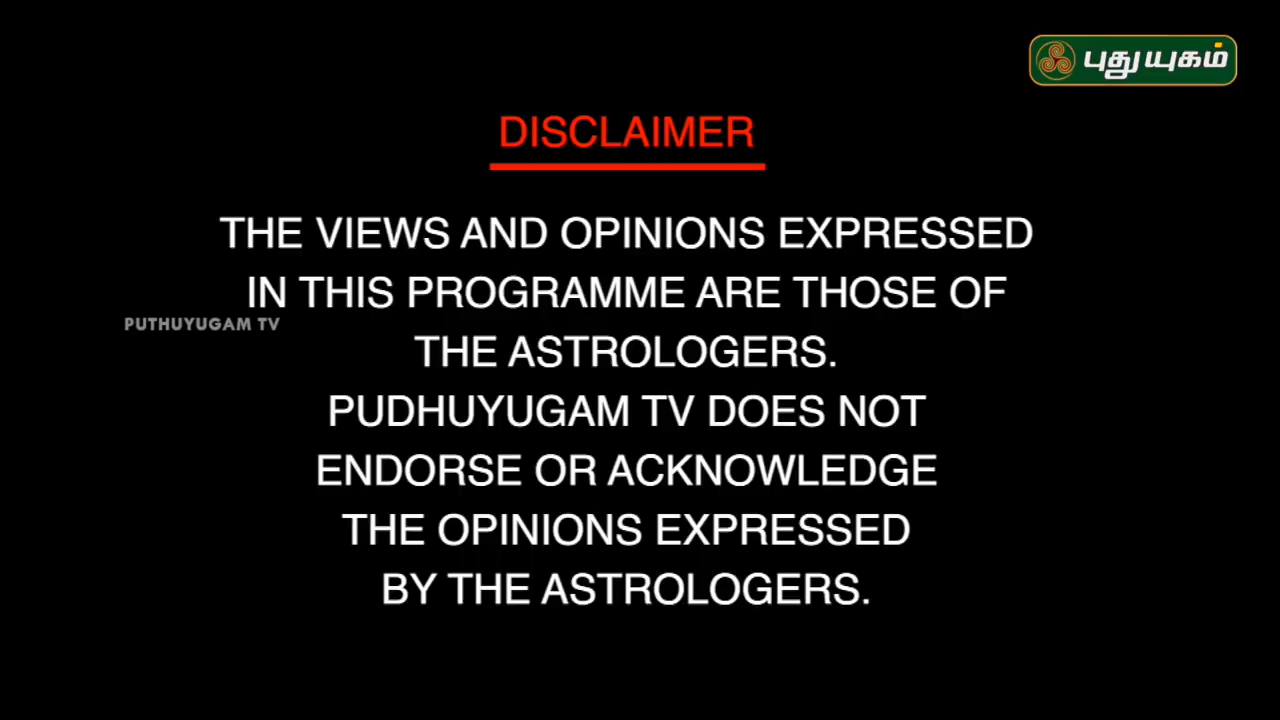 புதுயுகம்
DISCLAIMER
THE VIEWS AND OPINIONS EXPRESSED
IN THIS PROGRAMME ARE THOSE OF
PUTHUYUGAM TV
THE ASTROLOGERS.
PUDHUYUGAM TV DOES NOT
ENDORSE OR ACKNOWLEDGE
THE OPINIONS EXPRESSED
BY THE ASTROLOGERS.